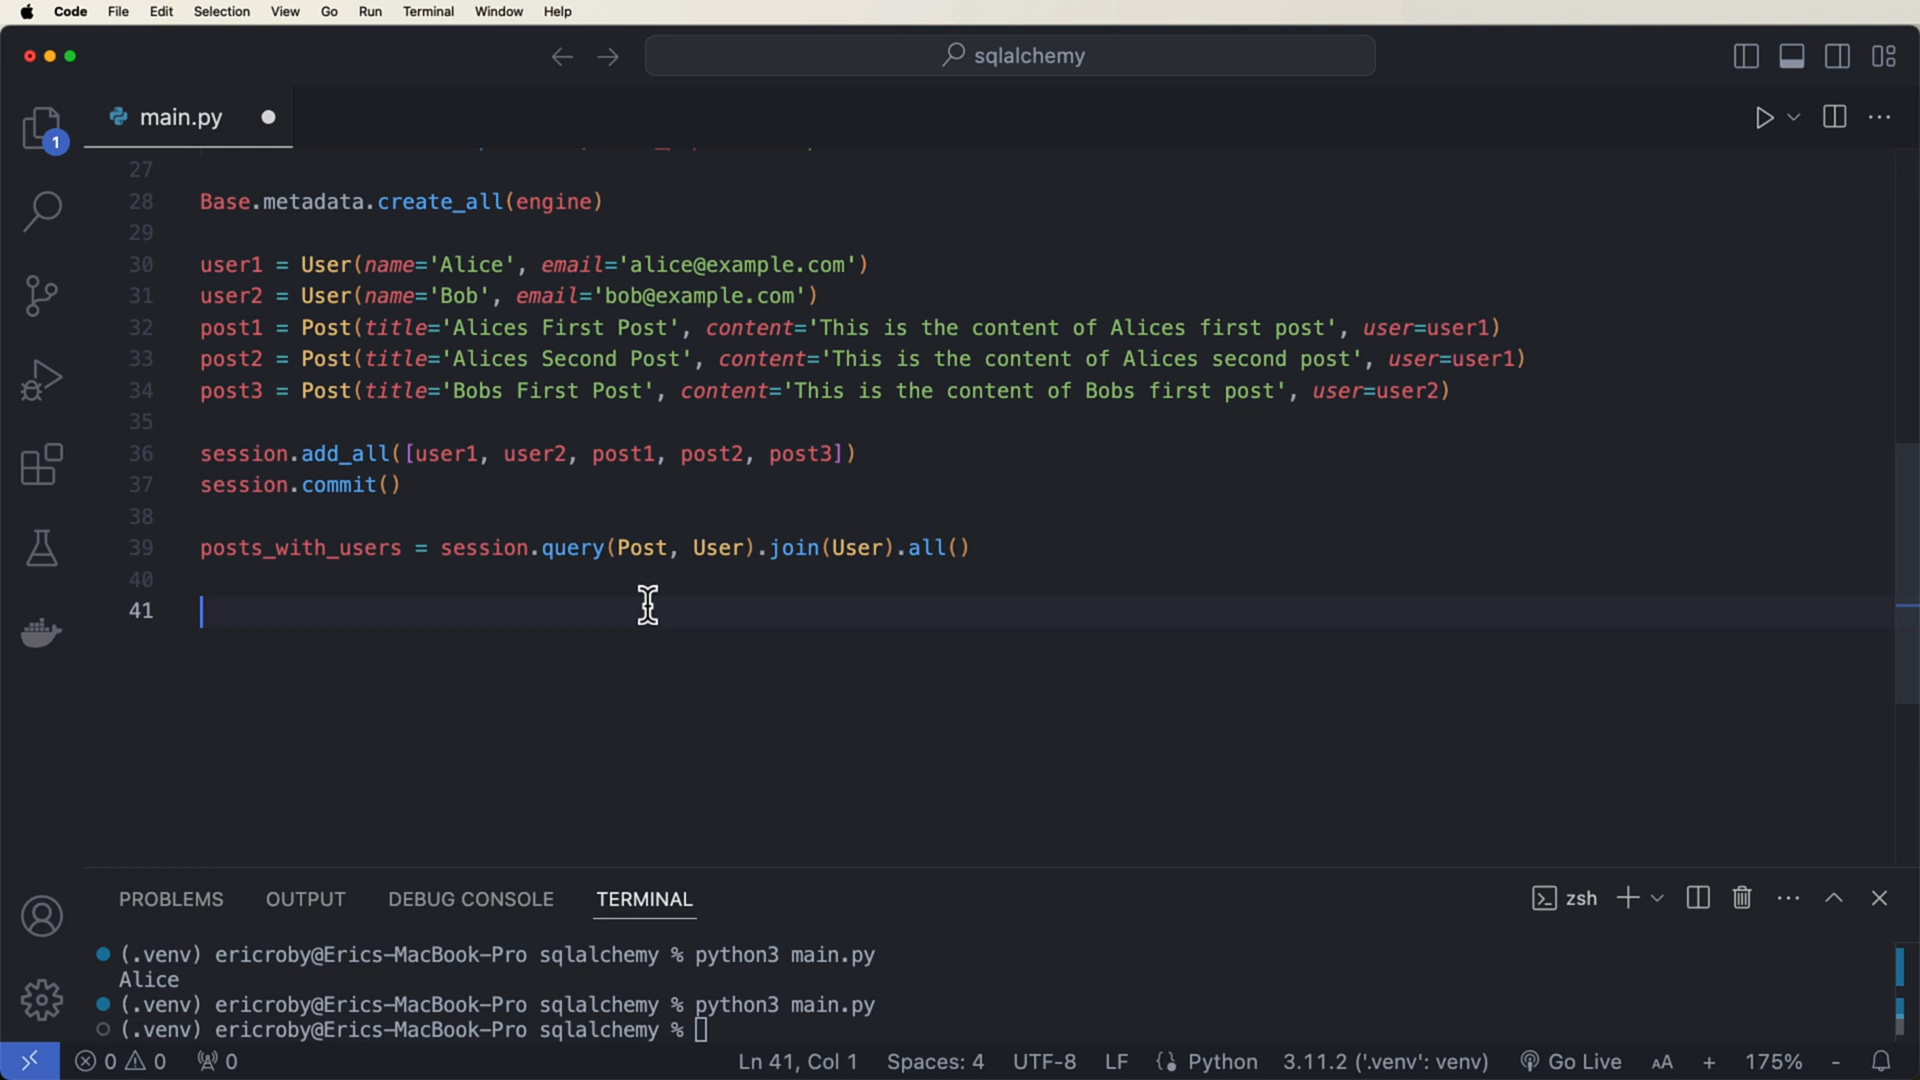 Code File Edit Selection View Go Run Terminal Window Help
sqlalchemy
main.py
1
27
28 Base.metadata.create_all(engine)
29
30 user1 = User(name='Alice', email='alice@example.com')
31 user2 = User(name='Bob', email='bob@example.com')
32 post1 = Post(title='Alices First Post', content='This is the content of Alices first post', user=user1)
33 post2 = Post(title='Alices Second Post', content='This is the content of Alices second post', user=user1)
34 post3 = Post(title='Bobs First Post', content='This is the content of Bobs first post', user=user2)
35
36 session.add_all([user1, user2, post1, post2, post3])
37 session.commit()
38
39 posts_with_users = session.query(Post, User).join(User).all()
40
41
PROBLEMS OUTPUT DEBUG CONSOLE TERMINAL zsh
(.venv) ericroby@Erics-MacBook-Pro sqlalchemy % python3 main.py
Alice
(.venv) ericroby@Erics-MacBook-Pro sqlalchemy % python3 main.py
(.venv) ericroby@Erics-MacBook-Pro sqlalchemy %
0 0 0 Ln 41, Col 1 Spaces: 4 UTF-8 LF Python 3.11.2 ('.venv': venv) Go Live AA + 175% -